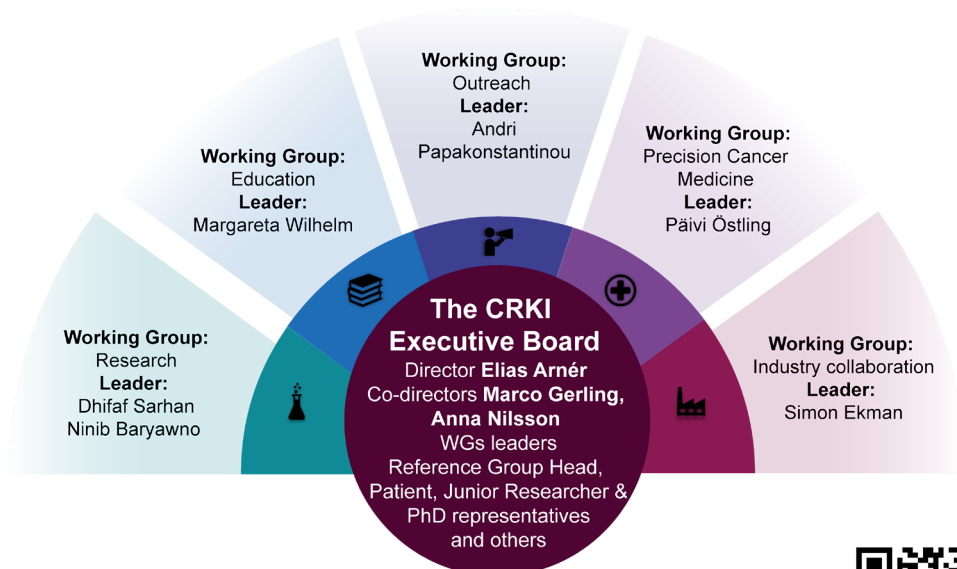 Working Group:
Research
Leader:
Dhifaf Sarhan
Ninib Baryawno
Working Group:
Education
Leader:
Margareta Wilhelm
Working Group:
Outreach
Leader:
Andri
Papakonstantinou
Working Group:
Precision Cancer
Medicine
Leader:
Päivi Östling
Working Group:
Industry collaboration
Leader:
Simon Ekman
The CRKI
Executive Board
Director Elias Arnér
Co-directors Marco Gerling,
Anna Nilsson
WGs leaders
Reference Group Head,
Patient, Junior Researcher &
PhD representatives
and others